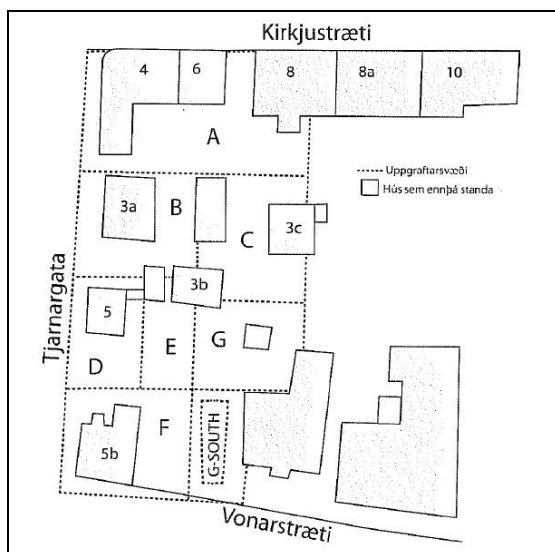 Kirkjustræti
4
6
8
8a
10
A
Uppgraftarsvæði
Hús sem ennþá standa
3a
B
C
3c
3b
Tjarnargata
5
D
E
G
F
5b
G-SOUTH
Vonarstræti